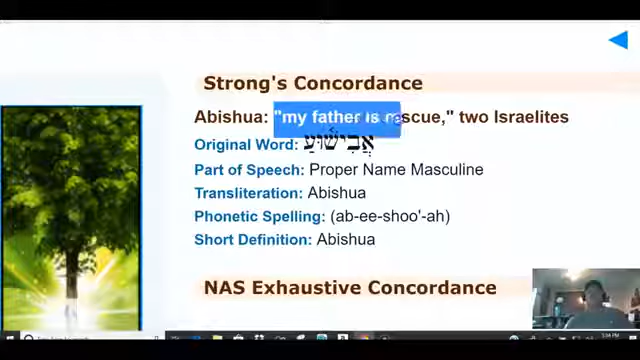 Strong's Concordance
Abishua: "my father is rescue," two Israelites
Original Word: אֲבִישׁוּעַ
Part of Speech: Proper Name Masculine
Transliteration: Abishua
Phonetic Spelling: (ab-ee-shoo'-ah)
Short Definition: Abishua
NAS Exhaustive Concordance